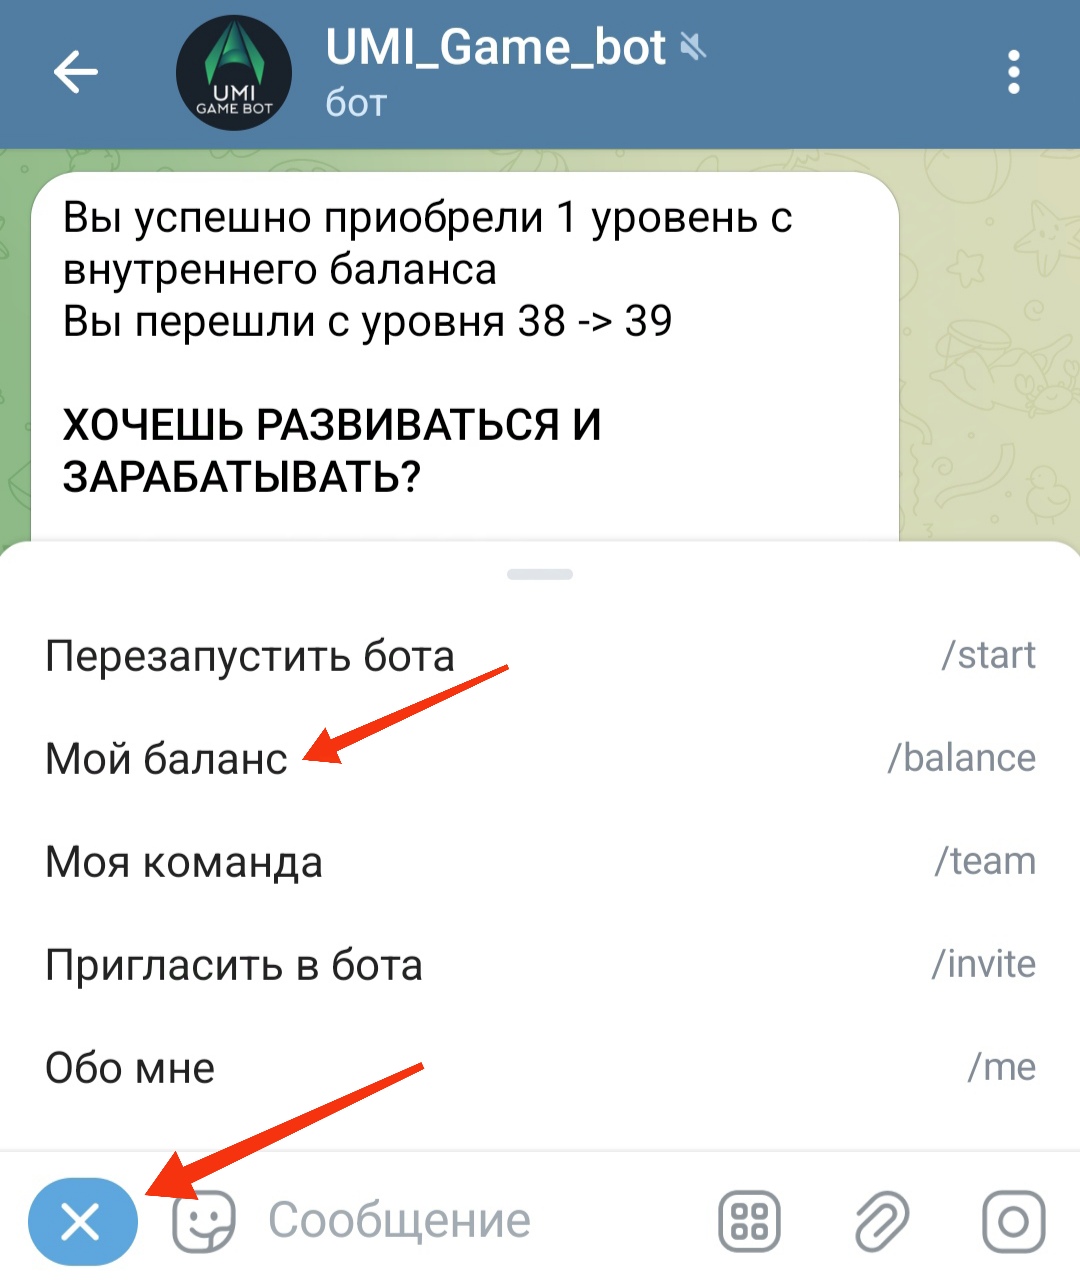 UMI_Game_bot
бот
UMI
GAME BOT
Вы успешно приобрели 1 уровень с
внутреннего баланса
Вы перешли с уровня 38 -> 39
ХОЧЕШЬ РАЗВИВАТЬСЯ И
ЗАРАБАТЫВАТЬ?
Перезапустить бота /start
Мой баланс /balance
Моя команда /team
Пригласить в бота /invite
Обо мне /me
Сообщение